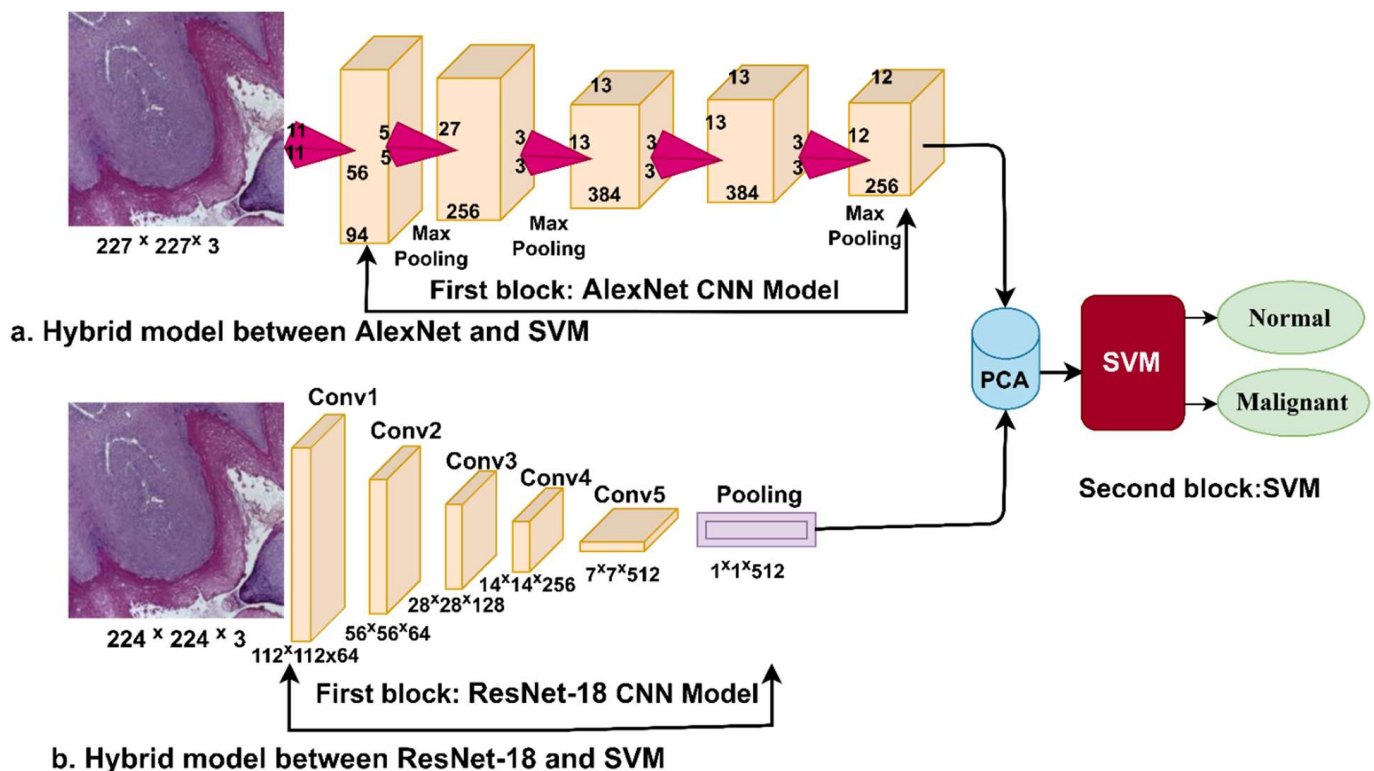 11
11
56
94
5
5
27
256
Max
Pooling
3
3
13
13
384
Max
Pooling
3
3
13
13
384
3
3
12
12
256
Max
Pooling
227 x 227x 3
First block: AlexNet CNN Model
a. Hybrid model between AlexNet and SVM
PCA
SVM
Normal
Malignant
Second block:SVM
Conv1
Conv2
Conv3
Conv4
Conv5
Pooling
224 x 224 x 3
112x112x64
56x56x64
28x28x128
14x14x256
7x7x512
1x1x512
First block: ResNet-18 CNN Model
b. Hybrid model between ResNet-18 and SVM